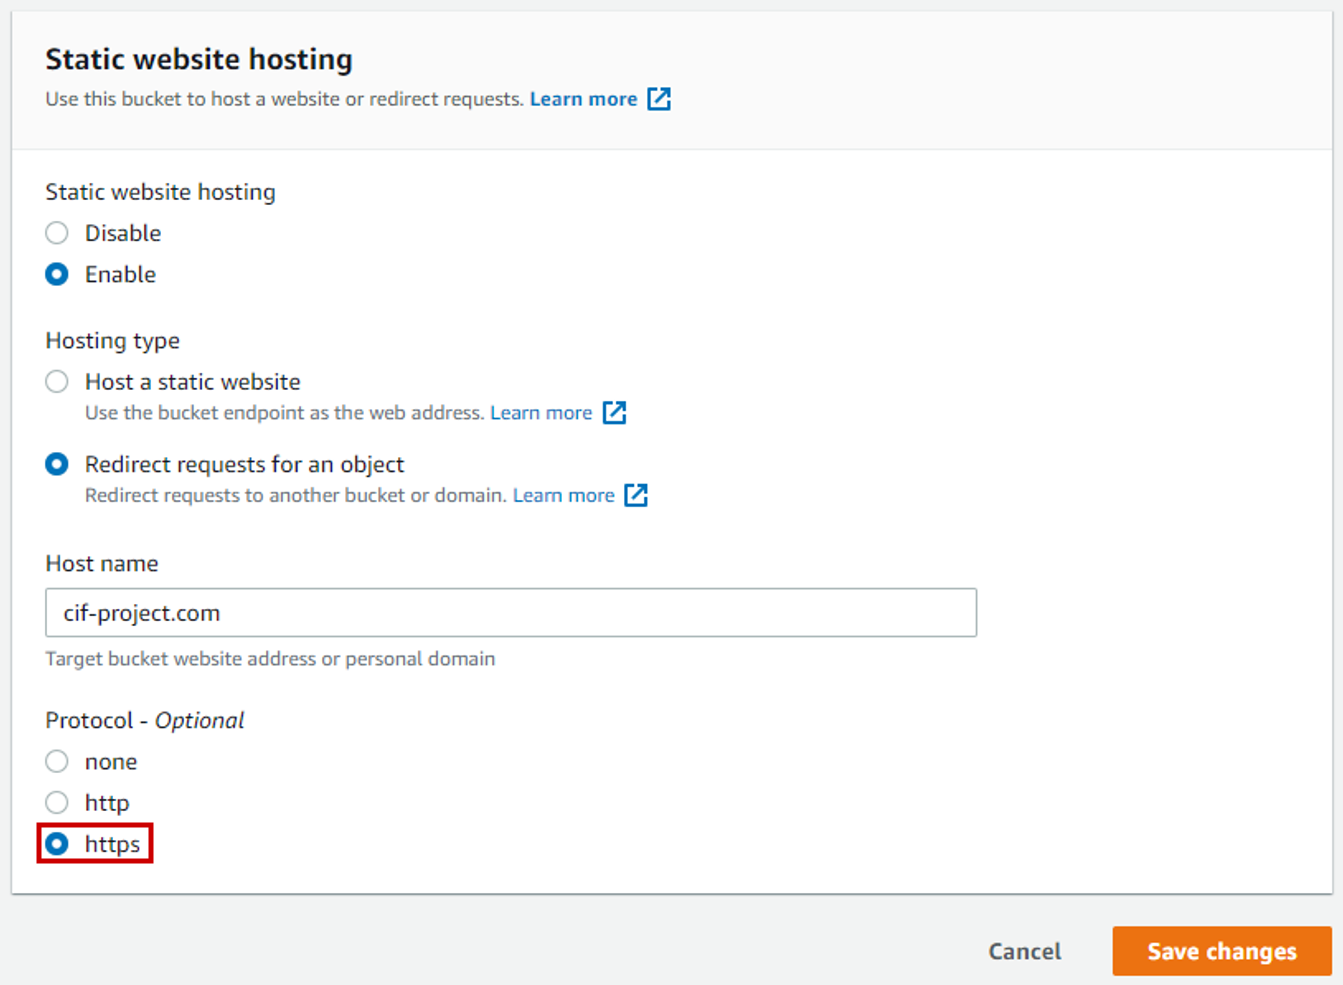 Static website hosting
Use this bucket to host a website or redirect requests. Learn more
Static website hosting
Disable
Enable
Hosting type
Host a static website
Use the bucket endpoint as the web address. Learn more
Redirect requests for an object
Redirect requests to another bucket or domain. Learn more
Host name
cif-project.com
Target bucket website address or personal domain
Protocol - Optional
none
http
https
Cancel Save changes